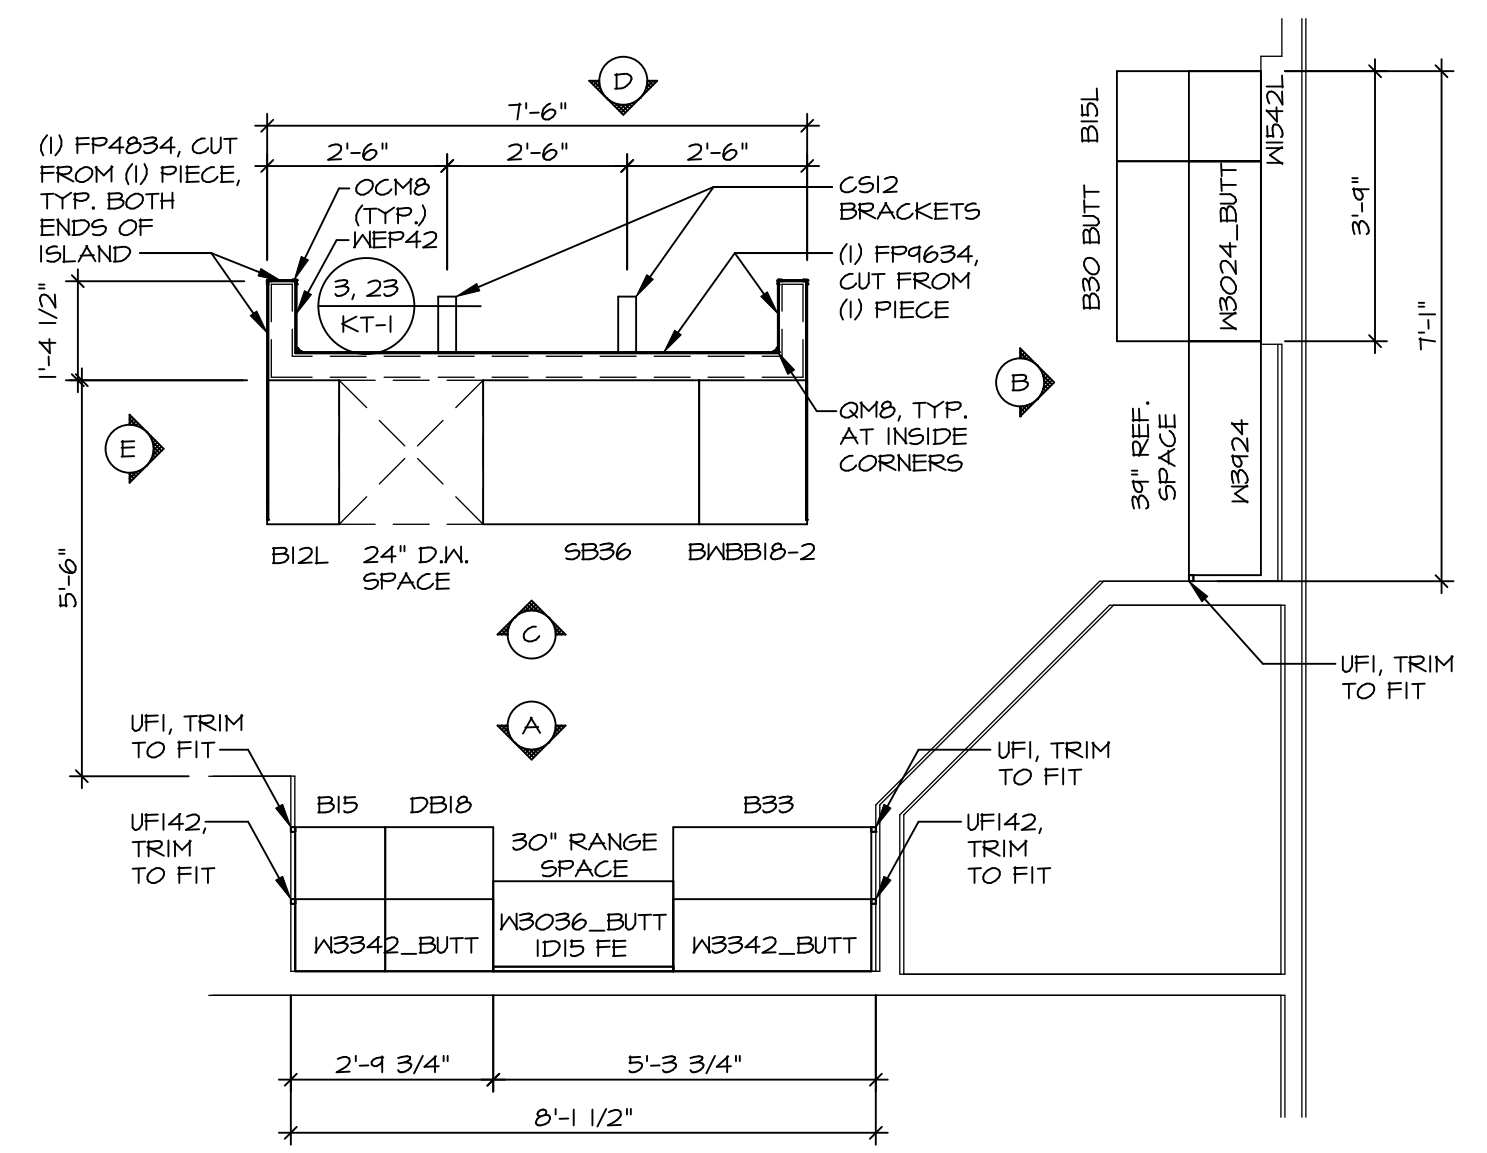 D
7'-6"
2'-6"
2'-6"
2'-6"
(1) FP4834, CUT
FROM (1) PIECE,
TYP. BOTH
ENDS OF
ISLAND
OCM8
(TYP.)
WEP42
3, 23
KT-1
CS12
BRACKETS
(1) FP9634,
CUT FROM
(1) PIECE
1'-4 1/2"
QM8, TYP.
AT INSIDE
CORNERS
E
B
5'-6"
B12L
24" D.W.
SPACE
SB36
BWBB18-2
C
A
B15L
W1542L
B30 BUTT
W3024_BUTT
3'-9"
7'-1"
39" REF.
SPACE
W3924
UF1, TRIM
TO FIT
UF1, TRIM
TO FIT
UF142,
TRIM
TO FIT
B15
DB18
30" RANGE
SPACE
B33
W3342_BUTT
W3036_BUTT
1D15 FE
W3342_BUTT
UF1, TRIM
TO FIT
UF142,
TRIM
TO FIT
2'-9 3/4"
5'-3 3/4"
8'-1 1/2"